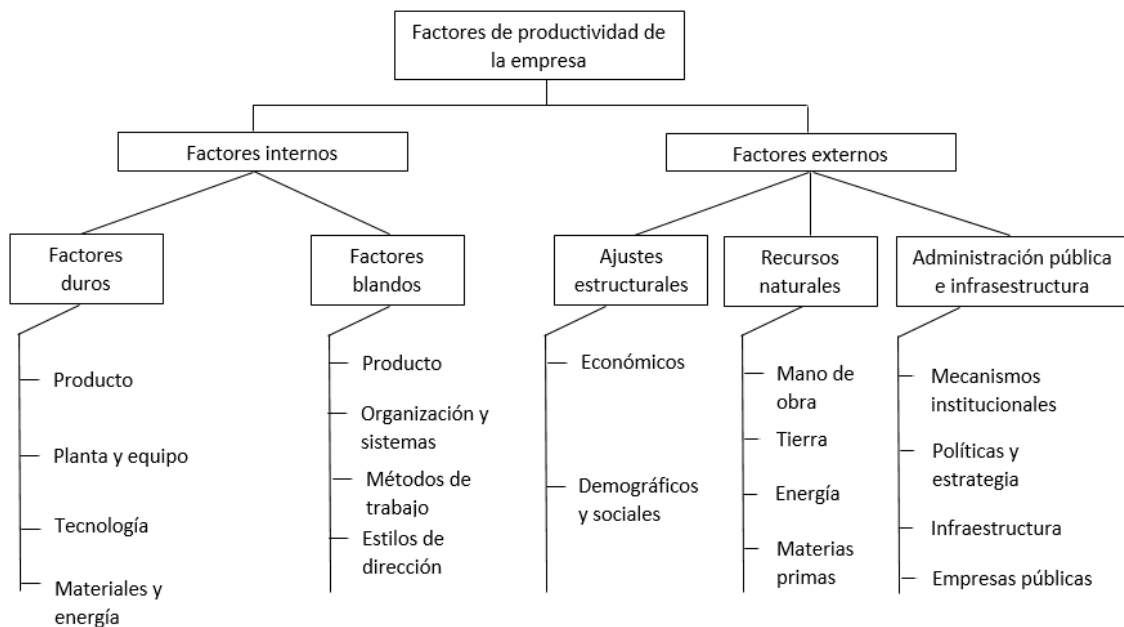 Factores de productividad de
la empresa
Factores internos
Factores externos
Factores
duros
Factores
blandos
Ajustes
estructurales
Recursos
naturales
Administración pública
e infrasestructura
Producto
Planta y equipo
Tecnología
Materiales y
energía
Producto
Organización y
sistemas
Métodos de
trabajo
Estilos de
dirección
Económicos
Demográficos
y sociales
Mano de
obra
Tierra
Energía
Materias
primas
Mecanismos
institucionales
Políticas y
estrategia
Infraestructura
Empresas públicas